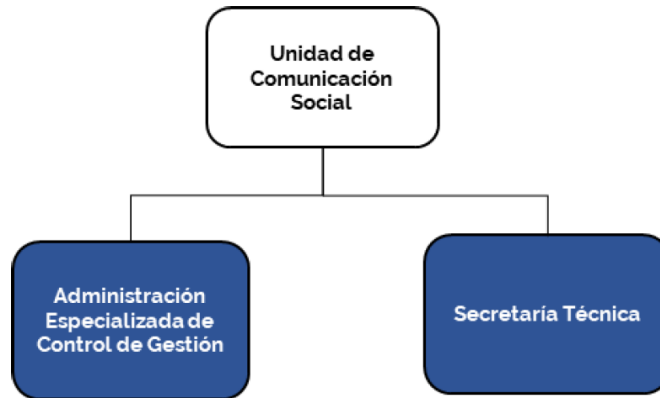 Unidad de
Comunicación
Social
Administración
Especializada de
Control de Gestión
Secretaría Técnica